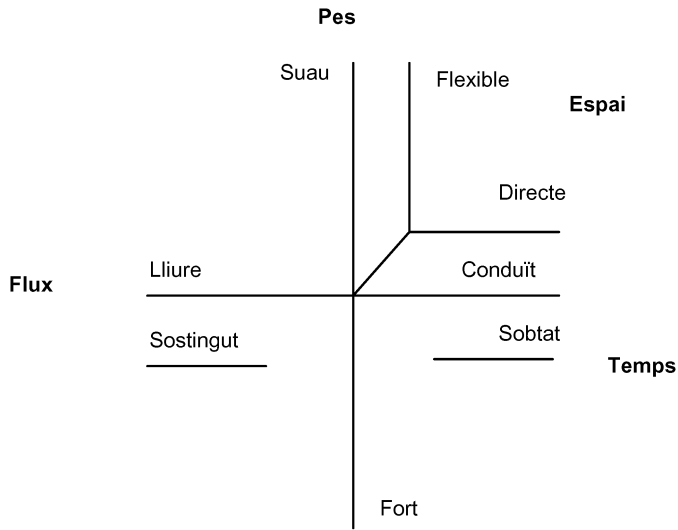 Pes
Suau
Flexible
Espai
Directe
Lliure
Conduït
Flux
Sostingut
Sobtat
Temps
Fort